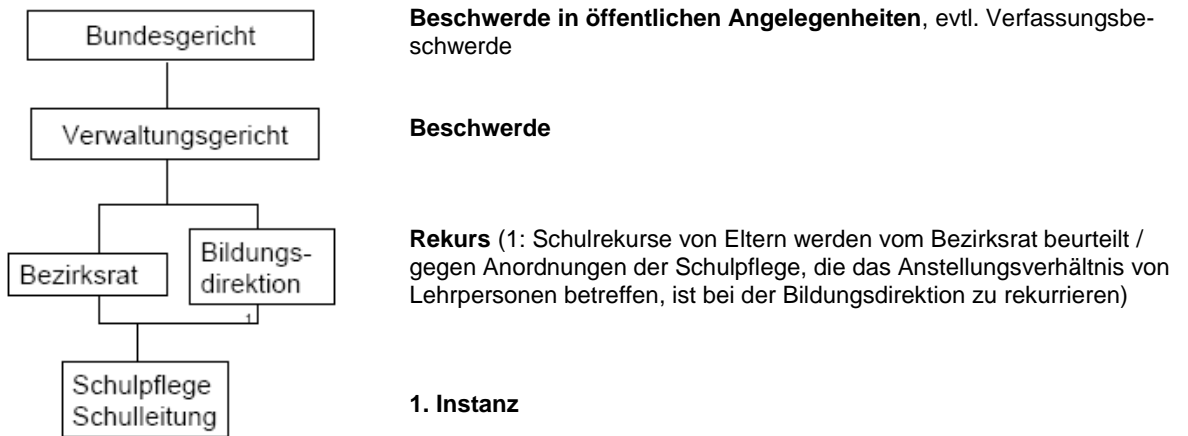 Bundesgericht
Beschwerde in öffentlichen Angelegenheiten, evtl. Verfassungsbe-
schwerde
Verwaltungsgericht
Beschwerde
Bezirksrat
Bildungs-
direktion
1
Rekurs (1: Schulrekurse von Eltern werden vom Bezirksrat beurteilt /
gegen Anordnungen der Schulpflege, die das Anstellungsverhältnis von
Lehrpersonen betreffen, ist bei der Bildungsdirektion zu rekurrieren)
Schulpflege
Schulleitung
1. Instanz